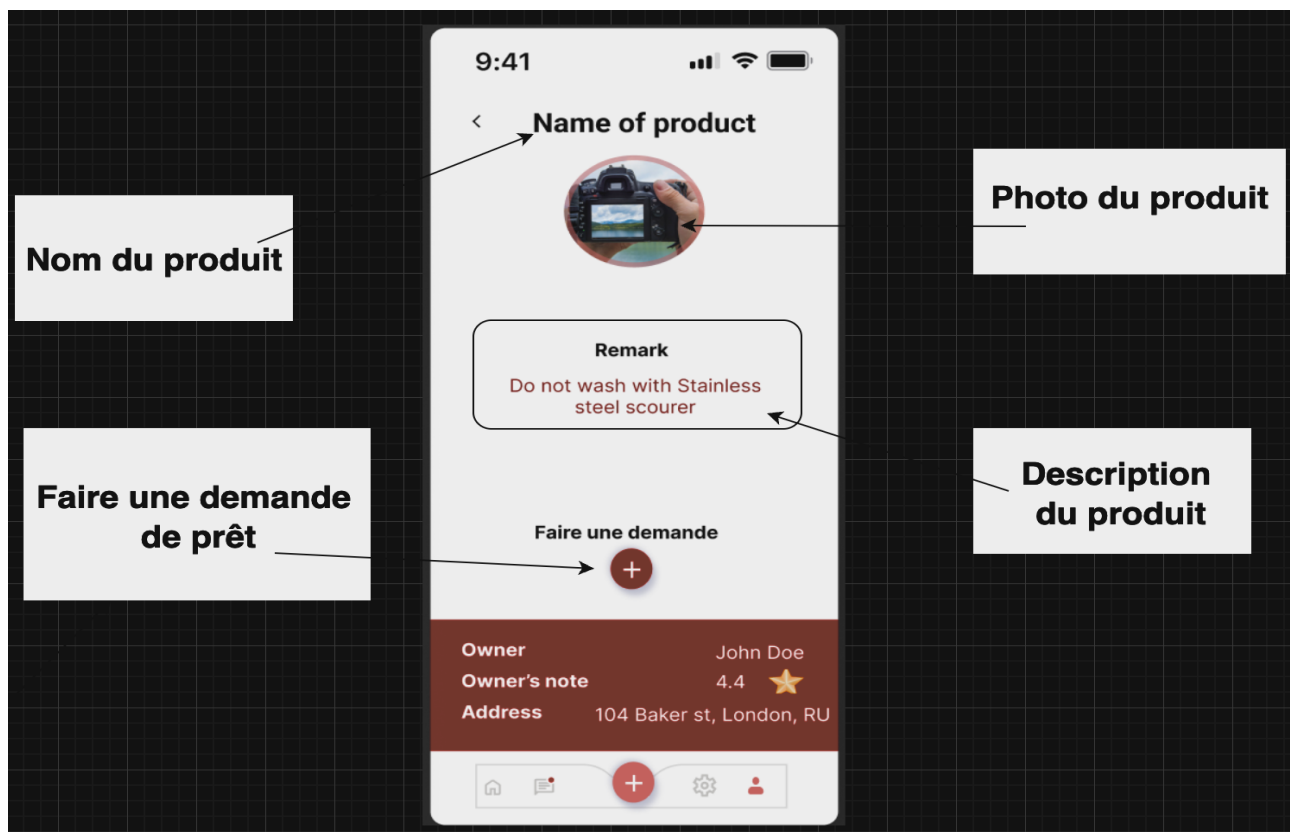 9:41
Name of product
Photo du produit
Nom du produit
Remark
Do not wash with Stainless
steel scourer
Faire une demande
de prêt
Description
du produit
Faire une demande
Owner John Doe
Owner's note 4.4
Address 104 Baker st, London, RU